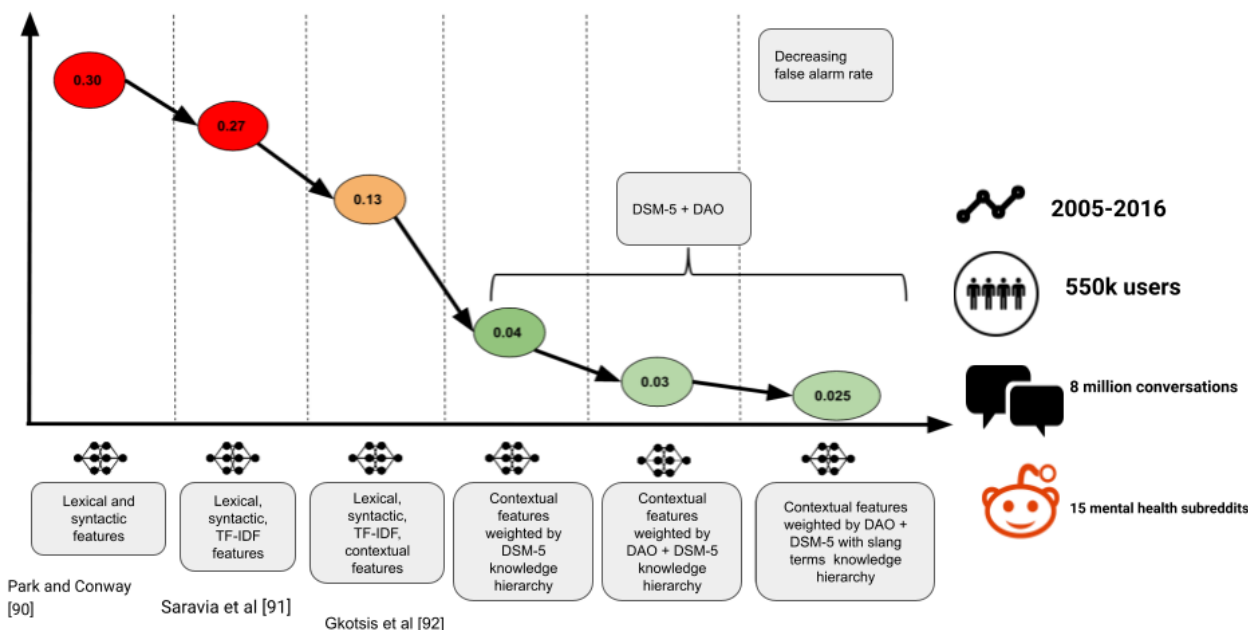 0.30
0.27
0.13
0.04
0.03
0.025
Decreasing
false alarm rate
DSM-5 + DAO
2005-2016
550k users
8 million conversations
15 mental health subreddits
Lexical and
syntactic
features
Lexical,
syntactic,
TF-IDF
features
Lexical,
syntactic,
TF-IDF,
contextual
features
Contextual
features
weighted by
DSM-5
knowledge
hierarchy
Contextual
features
weighted by
DAO + DSM-5
knowledge
hierarchy
Contextual features
weighted by DAO +
DSM-5 with slang
terms knowledge
hierarchy
Park and Conway
[90]
Saravia et al [91]
Gkotsis et al [92]